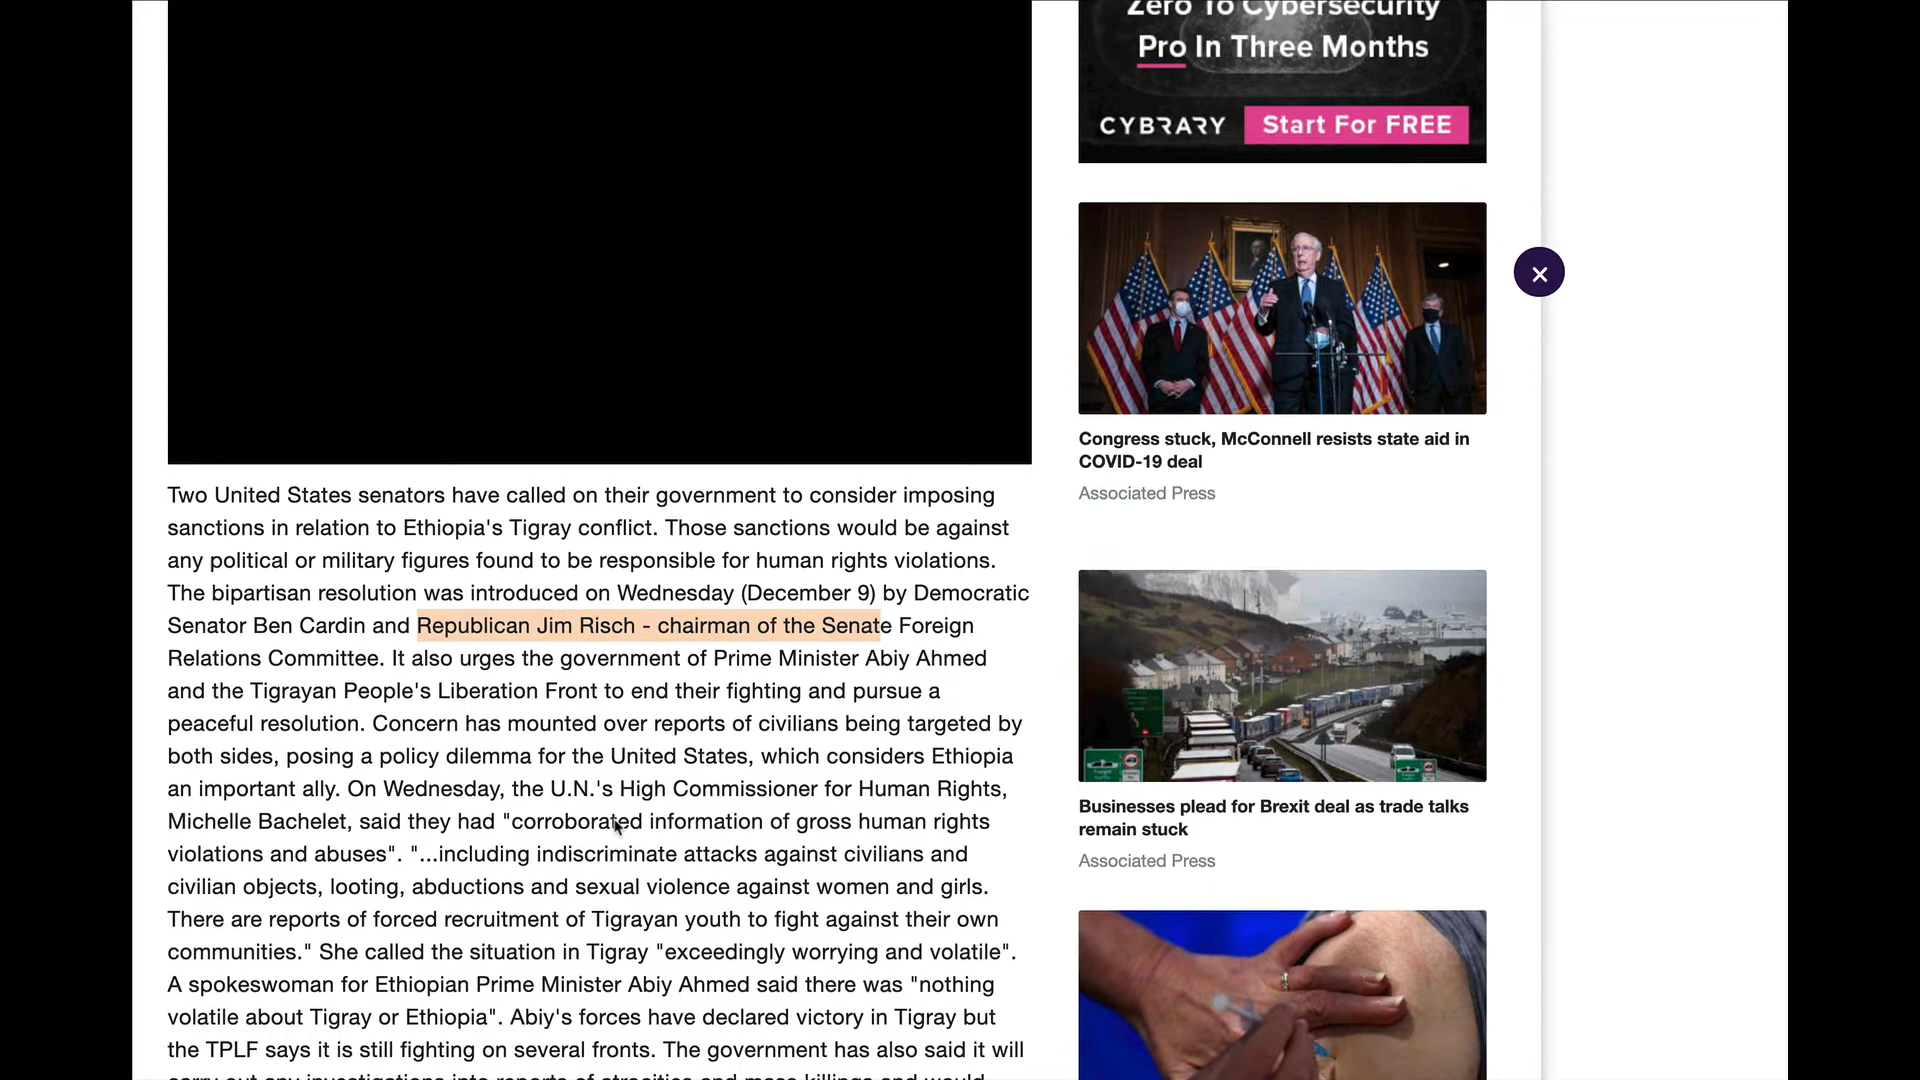 Zero To Cybersecurity
Pro In Three Months
CYBRARY
Start For FREE
Congress stuck, McConnell resists state aid in
COVID-19 deal
Associated Press
Businesses plead for Brexit deal as trade talks
remain stuck
Associated Press
Two United States senators have called on their government to consider imposing
sanctions in relation to Ethiopia's Tigray conflict. Those sanctions would be against
any political or military figures found to be responsible for human rights violations.
The bipartisan resolution was introduced on Wednesday (December 9) by Democratic
Senator Ben Cardin and Republican Jim Risch - chairman of the Senate Foreign
Relations Committee. It also urges the government of Prime Minister Abiy Ahmed
and the Tigrayan People's Liberation Front to end their fighting and pursue a
peaceful resolution. Concern has mounted over reports of civilians being targeted by
both sides, posing a policy dilemma for the United States, which considers Ethiopia
an important ally. On Wednesday, the U.N.'s High Commissioner for Human Rights,
Michelle Bachelet, said they had "corroborated information of gross human rights
violations and abuses". "...including indiscriminate attacks against civilians and
civilian objects, looting, abductions and sexual violence against women and girls.
There are reports of forced recruitment of Tigrayan youth to fight against their own
communities." She called the situation in Tigray "exceedingly worrying and volatile".
A spokeswoman for Ethiopian Prime Minister Abiy Ahmed said there was "nothing
volatile about Tigray or Ethiopia". Abiy's forces have declared victory in Tigray but
the TPLF says it is still fighting on several fronts. The government has also said it will
carry out any investigations into reports of atrocities and mass killings and would